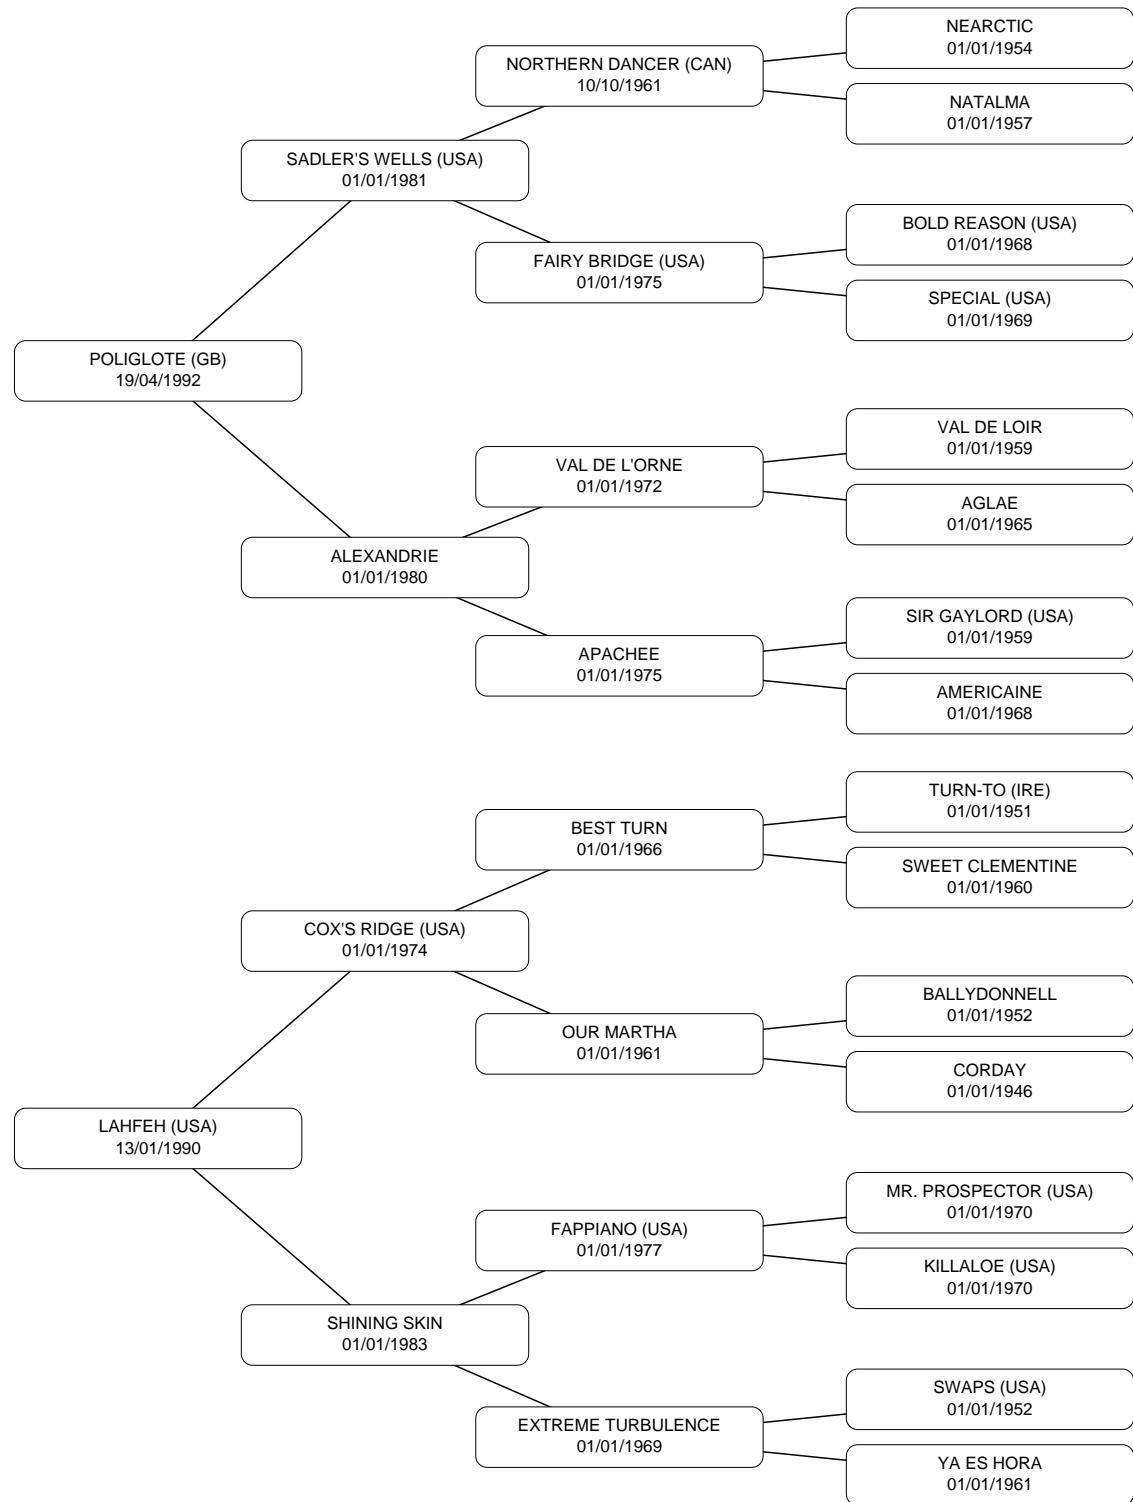 NEARCTIC
01/01/1954
NORTHERN DANCER (CAN)
10/10/1961
NATALMA
01/01/1957
SADLER'S WELLS (USA)
01/01/1981
BOLD REASON (USA)
01/01/1968
FAIRY BRIDGE (USA)
01/01/1975
SPECIAL (USA)
01/01/1969
POLIGLOTE (GB)
19/04/1992
VAL DE LOIR
01/01/1959
VAL DE L'ORNE
01/01/1972
AGLAE
01/01/1965
ALEXANDRIE
01/01/1980
SIR GAYLORD (USA)
01/01/1959
APACHEE
01/01/1975
AMERICAINE
01/01/1968
TURN-TO (IRE)
01/01/1951
BEST TURN
01/01/1966
SWEET CLEMENTINE
01/01/1960
COX'S RIDGE (USA)
01/01/1974
BALLYDONNELL
01/01/1952
OUR MARTHA
01/01/1961
CORDAY
01/01/1946
LAHFEH (USA)
13/01/1990
MR. PROSPECTOR (USA)
01/01/1970
FAPPIANO (USA)
01/01/1977
KILLALOE (USA)
01/01/1970
SHINING SKIN
01/01/1983
SWAPS (USA)
01/01/1952
EXTREME TURBULENCE
01/01/1969
YA ES HORA
01/01/1961